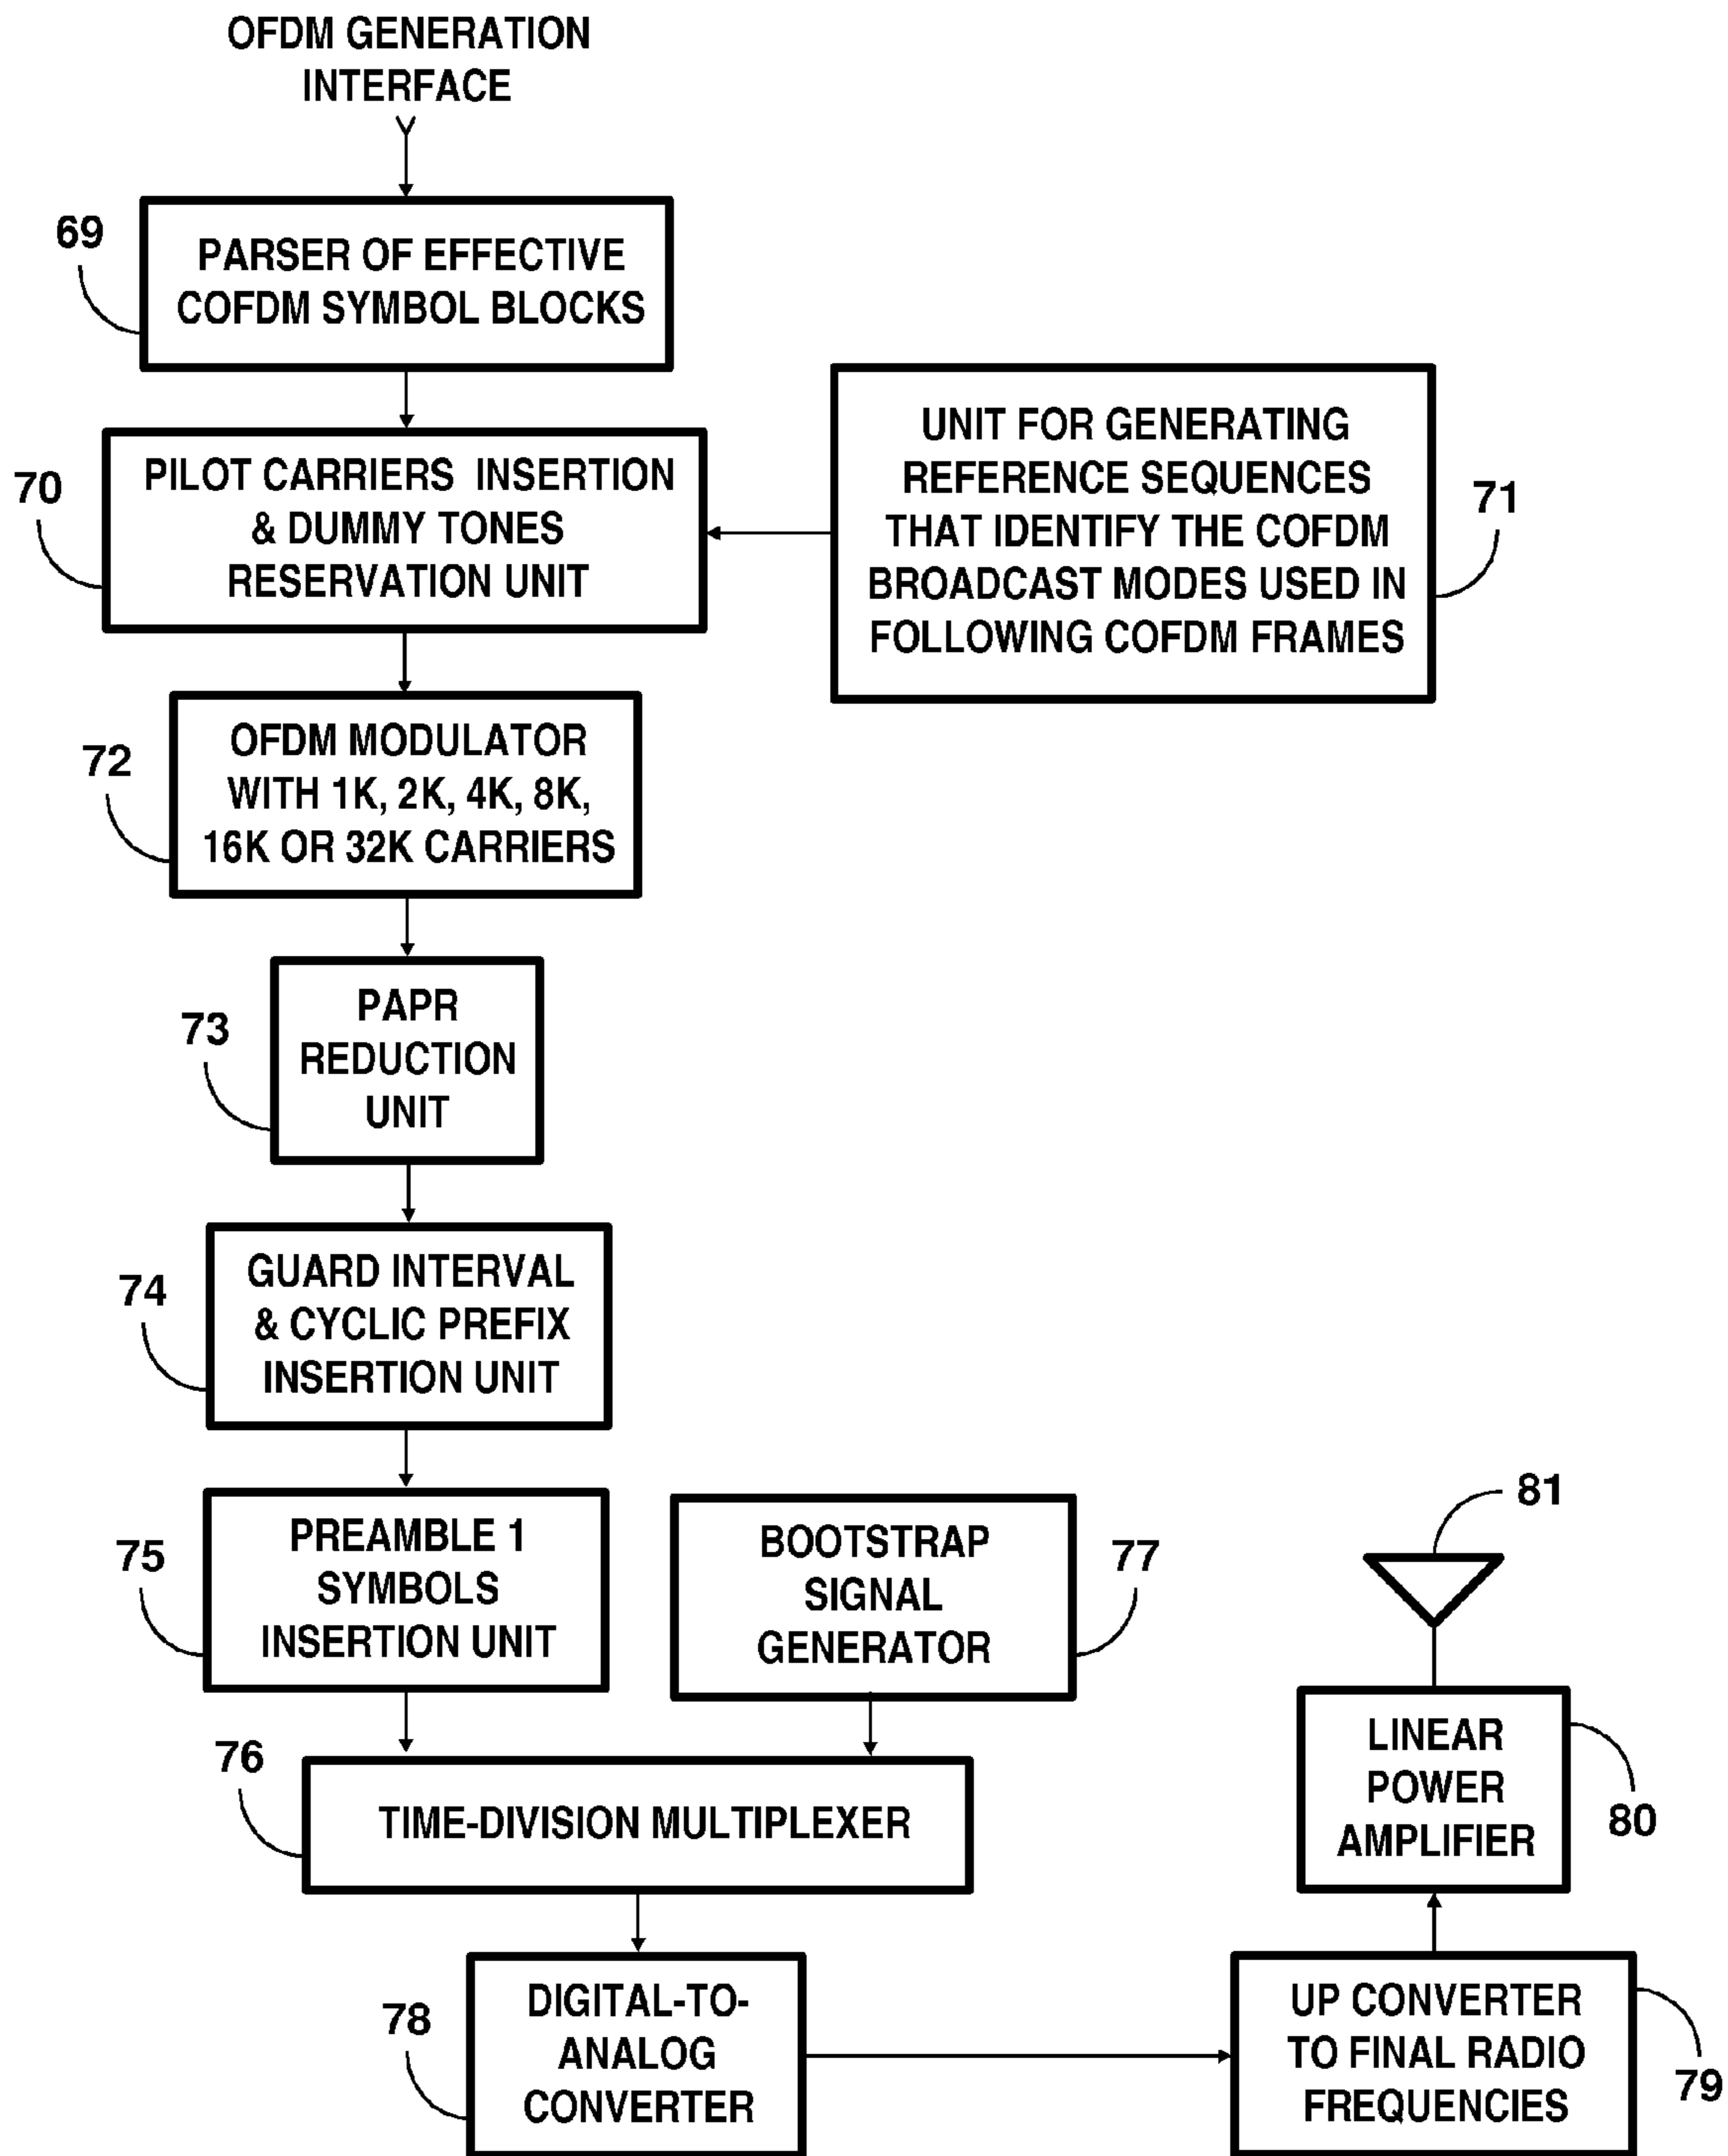 OFDM GENERATION
INTERFACE
69
PARSER OF EFFECTIVE
COFDM SYMBOL BLOCKS
70
PILOT CARRIERS INSERTION
& DUMMY TONES
RESERVATION UNIT
UNIT FOR GENERATING
REFERENCE SEQUENCES
THAT IDENTIFY THE COFDM
BROADCAST MODES USED IN
FOLLOWING COFDM FRAMES
71
72
OFDM MODULATOR
WITH 1K, 2K, 4K, 8K,
16K OR 32K CARRIERS
73
PAPR
REDUCTION
UNIT
74
GUARD INTERVAL
& CYCLIC PREFIX
INSERTION UNIT
75
PREAMBLE 1
SYMBOLS
INSERTION UNIT
BOOTSTRAP
SIGNAL
GENERATOR
77
81
76
TIME-DIVISION MULTIPLEXER
LINEAR
POWER
AMPLIFIER
80
78
DIGITAL-TO-
ANALOG
CONVERTER
UP CONVERTER
TO FINAL RADIO
FREQUENCIES
79